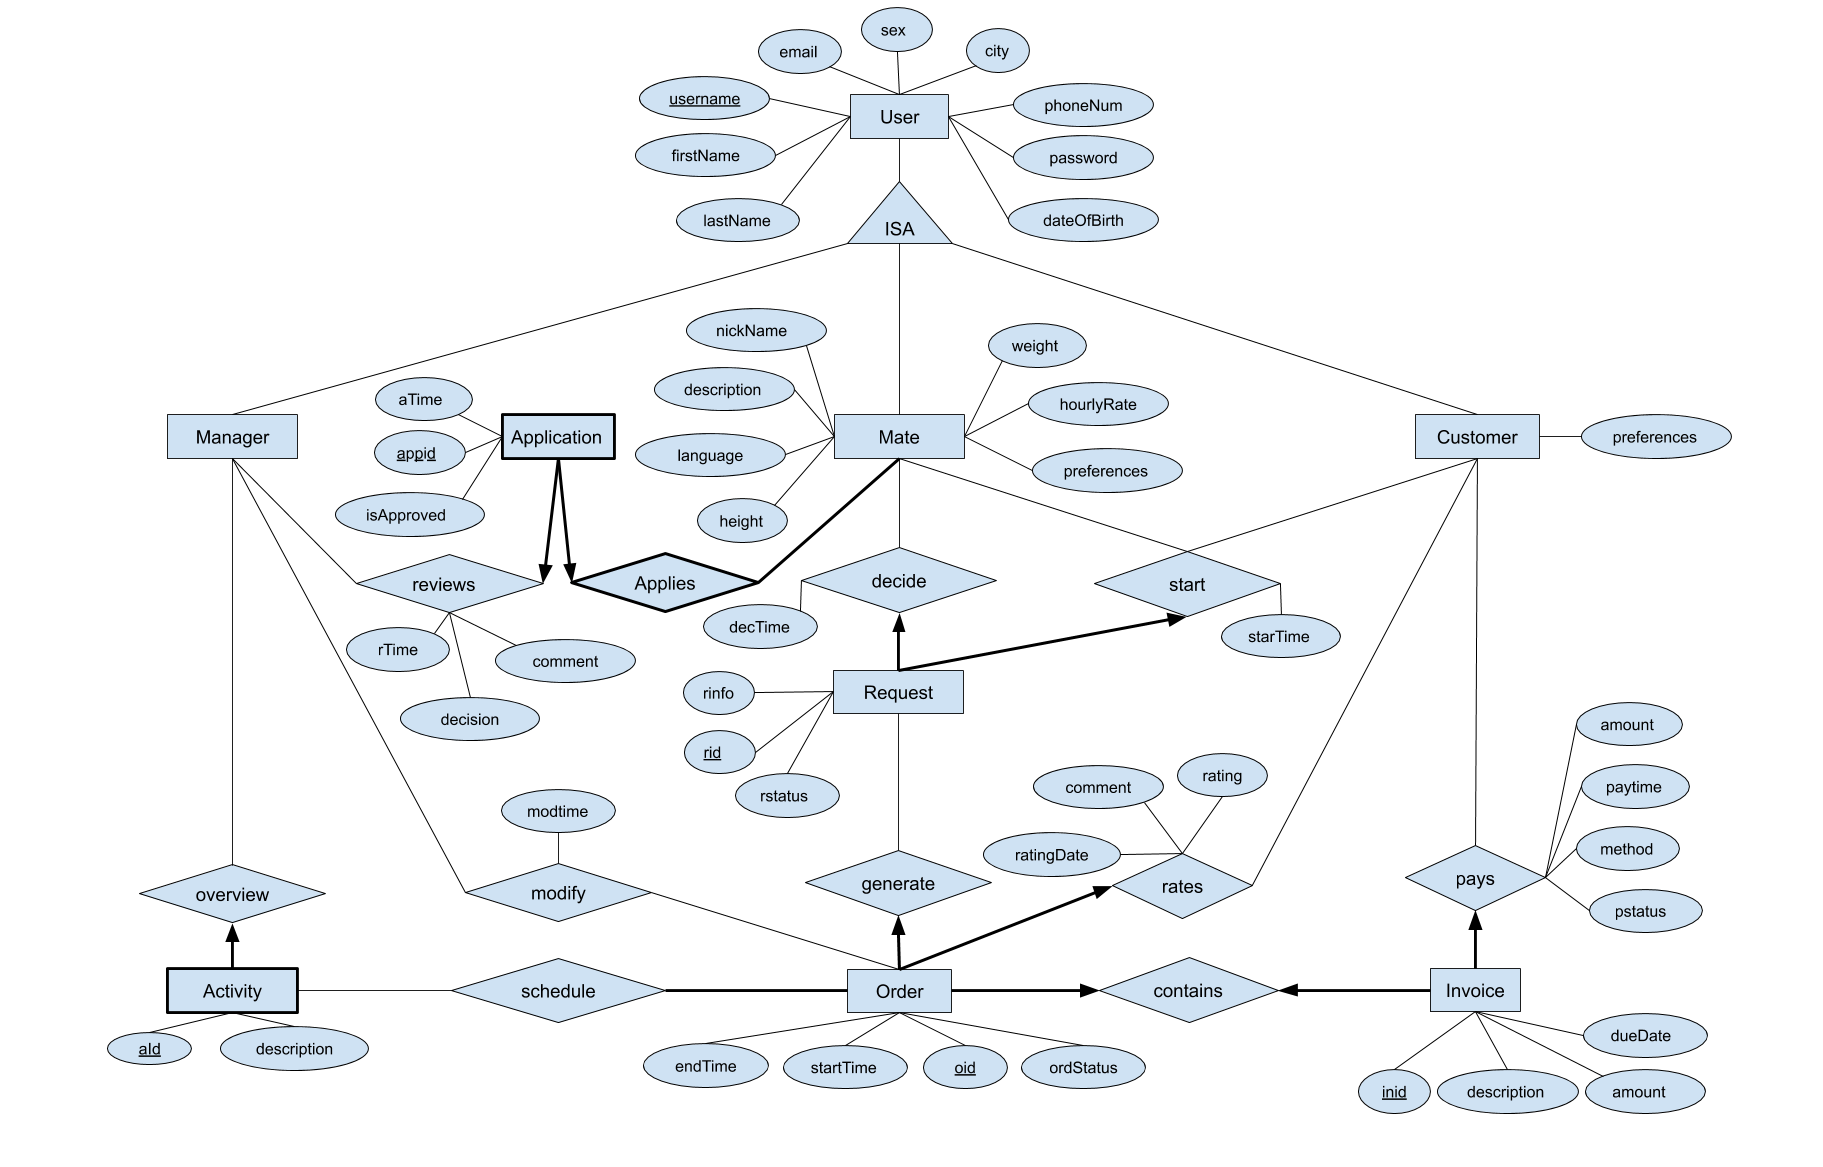 sex
email
city
username
phoneNum
User
firstName
password
lastName
dateOfBirth
ISA
nickName
weight
description
aTime
hourlyRate
Manager
Application
Mate
Customer
preferences
appid
language
preferences
isApproved
height
reviews
Applies
decide
start
decTime
starTime
rTime
comment
rinfo
Request
decision
amount
rid
rating
comment
paytime
rstatus
modtime
method
ratingDate
overview
modify
generate
rates
pays
pstatus
Activity
schedule
Order
contains
Invoice
aId
description
endTime
startTime
oid
ordStatus
dueDate
inid
description
amount